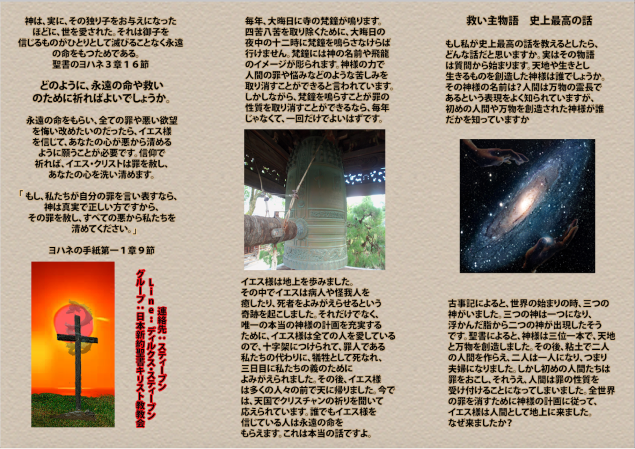 神は、実に、その独り子をお与えになった
ほどに、世を愛された。それは御子を
信じるものがひとりとして滅びることなく永遠
の命をもつためである。
聖書のヨハネ３章１６節
どのように、永遠の命や救い
のために祈ればよいでしょうか。
永遠の命をもらい、全ての罪や悪い欲望
を悔い改めたいのだったら、イエス様
を信じて、あなたの心が悪から清める
ように願うことが必要です。信仰で
祈れば、イエス・クリストは罪を赦し、
あなたの心を洗い清めます。
「もし、私たちが自分の罪を言い表すなら、
神は真実で正しい方ですから、
その罪を赦し、すべての悪から私たちを
清めてください。」
ヨハネの手紙第一１章９節
連絡先：スティーブン
Line：ディルクス・スティーブン
グループ：日本新約聖書キリスト教教会
毎年、大晦日に寺の梵鐘が鳴ります。
四苦八苦を取り除くために、大晦日の
夜中の十二時に梵鐘を鳴らさなけらば
行けません。梵鐘には神の名前や飛龍
のイメージが彫られます。神様の力で
人間の罪や悩みなどのような苦しみを
取り消すことができると言われています。
しかしながら、梵鐘を鳴らすことが罪の
性質を取り消すことができるなら、毎年
じゃなくて、一回だけでよいはずです。
イエス様は地上を歩みました。
その中でイエスは病人や怪我人を
癒したり、死者をよみがえらせるという
奇跡を起こしました。それだけでなく、
唯一の本当の神様の計画を充実する
ために、イエス様は全ての人を愛している
ので、十字架につけられて、罪人である
私たちの代わりに、犠牲として死なれ、
三日目に私たちの義のために
よみがえられました。その後、イエス様
は多くの人々の前で天に帰りました。今で
は、天国でクリスチャンの祈りを聞いて
応えられています。誰でもイエス様を
信じている人は永遠の命を
もらえます。これは本当の話ですよ。
救い主物語　史上最高の話
もし私が史上最高の話を教えるとしたら、
どんな話だと思いますか。実はその物語
は質問から始まります。天地や生きとし
生きるものを創造した神様は誰でしょうか。
その神様の名前は？人間は万物の霊長で
あるという表現をよく知られていますが、
初めの人間や万物を創造された神様が誰
だかを知っていますか
古事記によると、世界の始まりの時、三つの
神がいました。三つの神は一つになり、
浮かんだ脂から二つの神が出現したそう
です。聖書によると、神様は三位一本で、天地
と万物を創造しました。その後、粘土で二人
の人間を作らえ、二人は一人になり、つまり
夫婦になりました。しかし初めの人間たちは
罪をおこし、それうえ、人間は罪の性質を
受け付けることになってしまいました。全世界
の罪を消すために神様の計画に従って、
イエス様は人間として地上に来ました。
なぜ来ましたか？